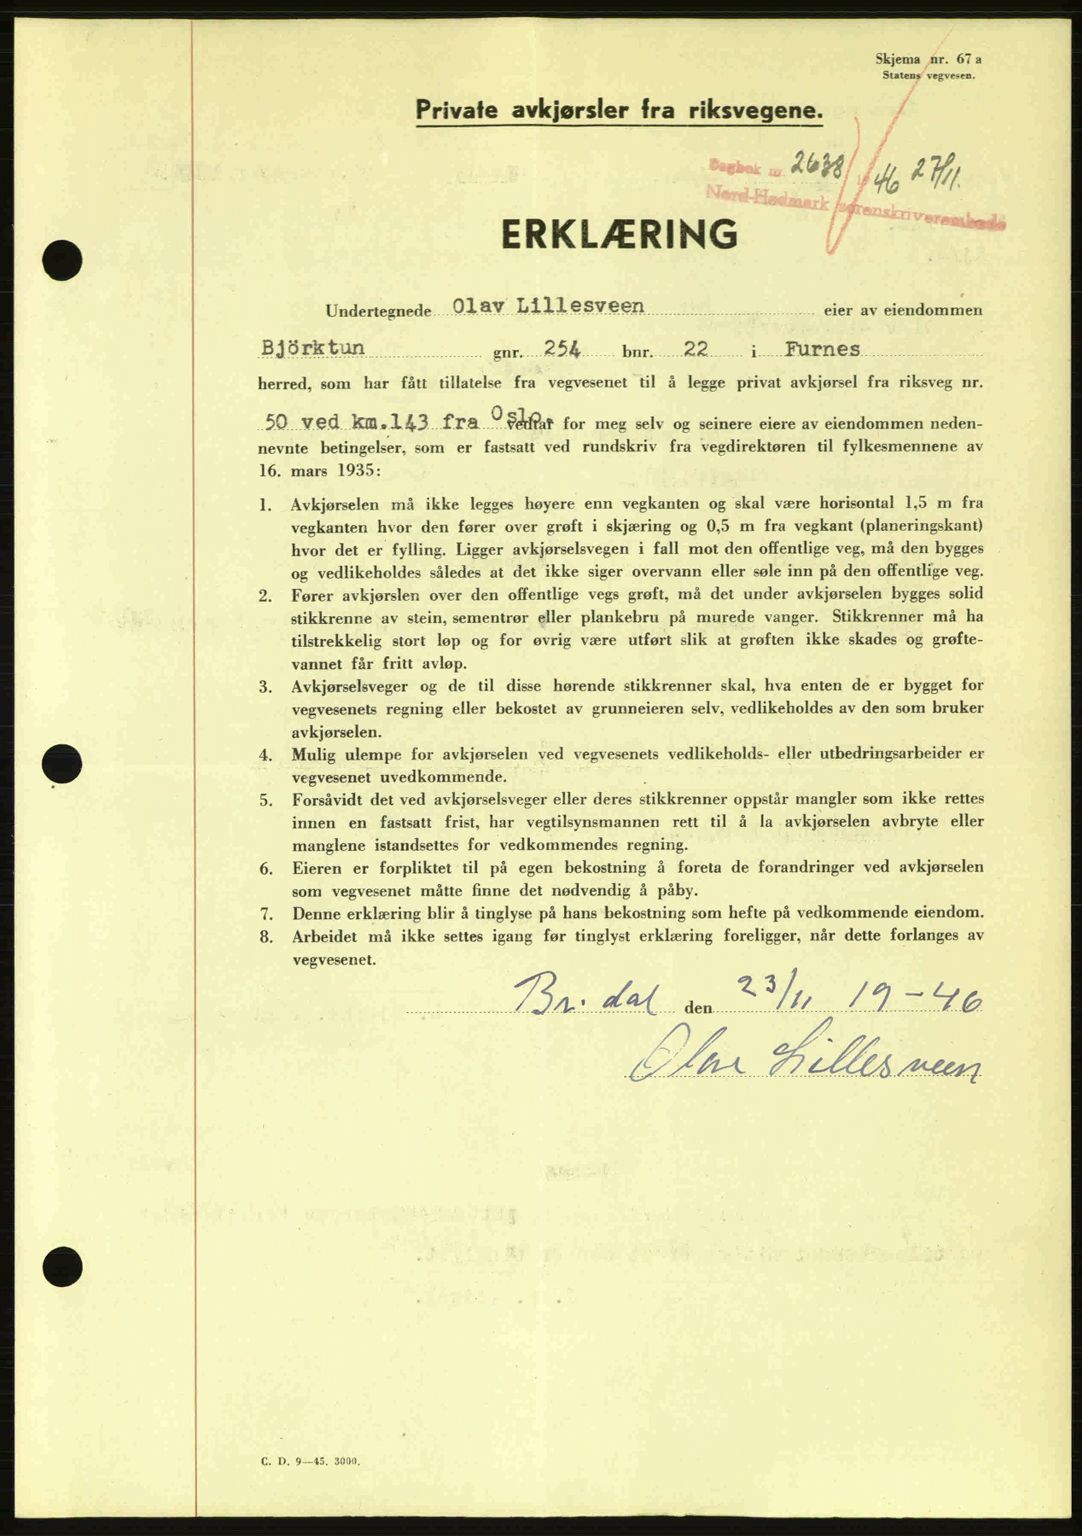 Skjema nr. 67a
Statens vegvesen.
Private avkjørsler fra riksvegene.
Dagbok nr. 2638 / 46 27/11.
Nord-Hedmark sorenskriverembede
ERKLÆRING
Undertegnede Olav Lillesveen eier av eiendommen
Björktun gnr. 254 bnr. 22 i Furnes
herred, som har fått tillatelse fra vegvesenet til å legge privat avkjørsel fra riksveg nr.
50 ved km.143 fra Oslo. vedtar for meg selv og seinere eiere av eiendommen neden-
nevnte betingelser, som er fastsatt ved rundskriv fra vegdirektøren til fylkesmennene av
16. mars 1935:
1. Avkjørselen må ikke legges høyere enn vegkanten og skal være horisontal 1,5 m fra
vegkanten hvor den fører over grøft i skjæring og 0,5 m fra vegkant (planeringskant)
hvor det er fylling. Ligger avkjørselsvegen i fall mot den offentlige veg, må den bygges
og vedlikeholdes således at det ikke siger overvann eller søle inn på den offentlige veg.
2. Fører avkjørslen over den offentlige vegs grøft, må det under avkjørselen bygges solid
stikkrenne av stein, sementrør eller plankebru på murede vanger. Stikkrenner må ha
tilstrekkelig stort løp og for øvrig være utført slik at grøften ikke skades og grøfte-
vannet får fritt avløp.
3. Avkjørselsveger og de til disse hørende stikkrenner skal, hva enten de er bygget for
vegvesenets regning eller bekostet av grunneieren selv, vedlikeholdes av den som bruker
avkjørselen.
4. Mulig ulempe for avkjørselen ved vegvesenets vedlikeholds- eller utbedringsarbeider er
vegvesenet uvedkommende.
5. Forsåvidt det ved avkjørselsveger eller deres stikkrenner oppstår mangler som ikke rettes
innen en fastsatt frist, har vegtilsynsmannen rett til å la avkjørselen avbryte eller
manglene istandsettes for vedkommendes regning.
6. Eieren er forpliktet til på egen bekostning å foreta de forandringer ved avkjørselen
som vegvesenet måtte finne det nødvendig å påby.
7. Denne erklæring blir å tinglyse på hans bekostning som hefte på vedkommende eiendom.
8. Arbeidet må ikke settes igang før tinglyst erklæring foreligger, når dette forlanges av
vegvesenet.
Br. dal den 23/11 19-46
Olav Lillesveen
C. D. 9—45. 3000.